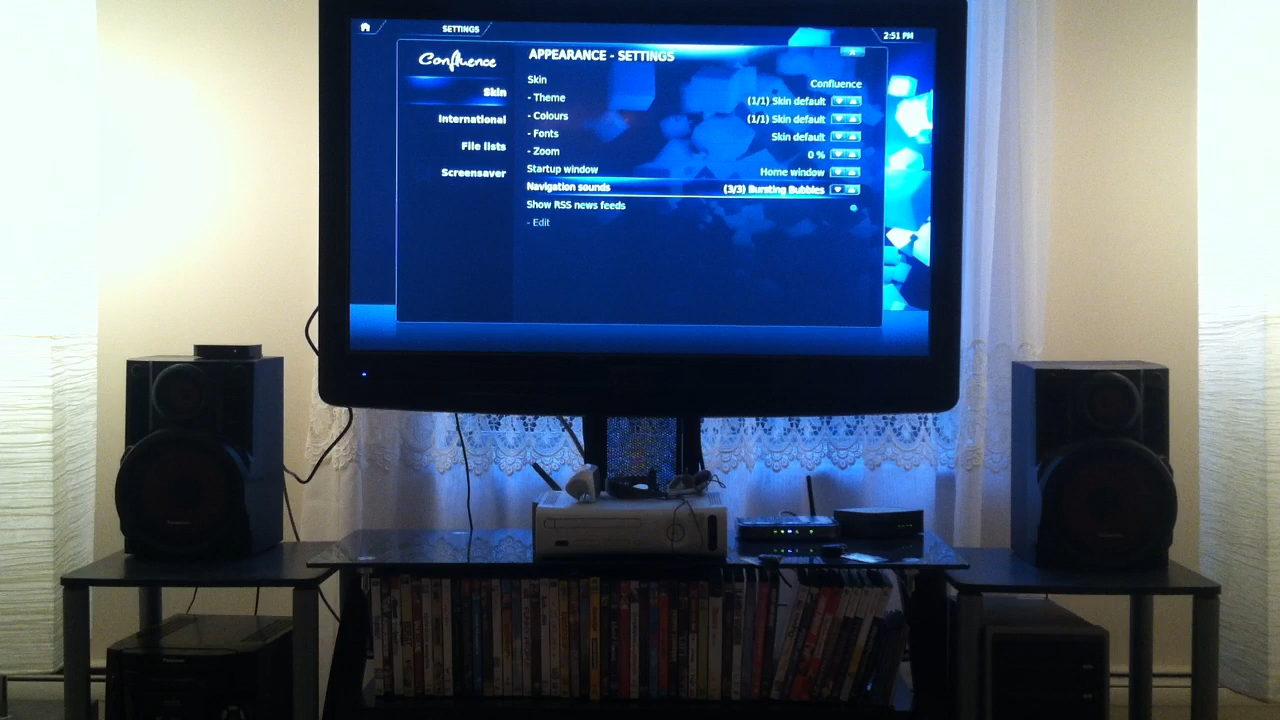 SETTINGS
2:51 PM
Confluence
APPEARANCE - SETTINGS
Skin
International
File lists
Screensaver
Skin Confluence
- Theme (1/1) Skin default
- Colours (1/1) Skin default
- Fonts Skin default
- Zoom 0 %
Startup window Home window
Navigation sounds (3/3) Bursting Bubbles
Show RSS news feeds
- Edit
Panasonic
Panasonic